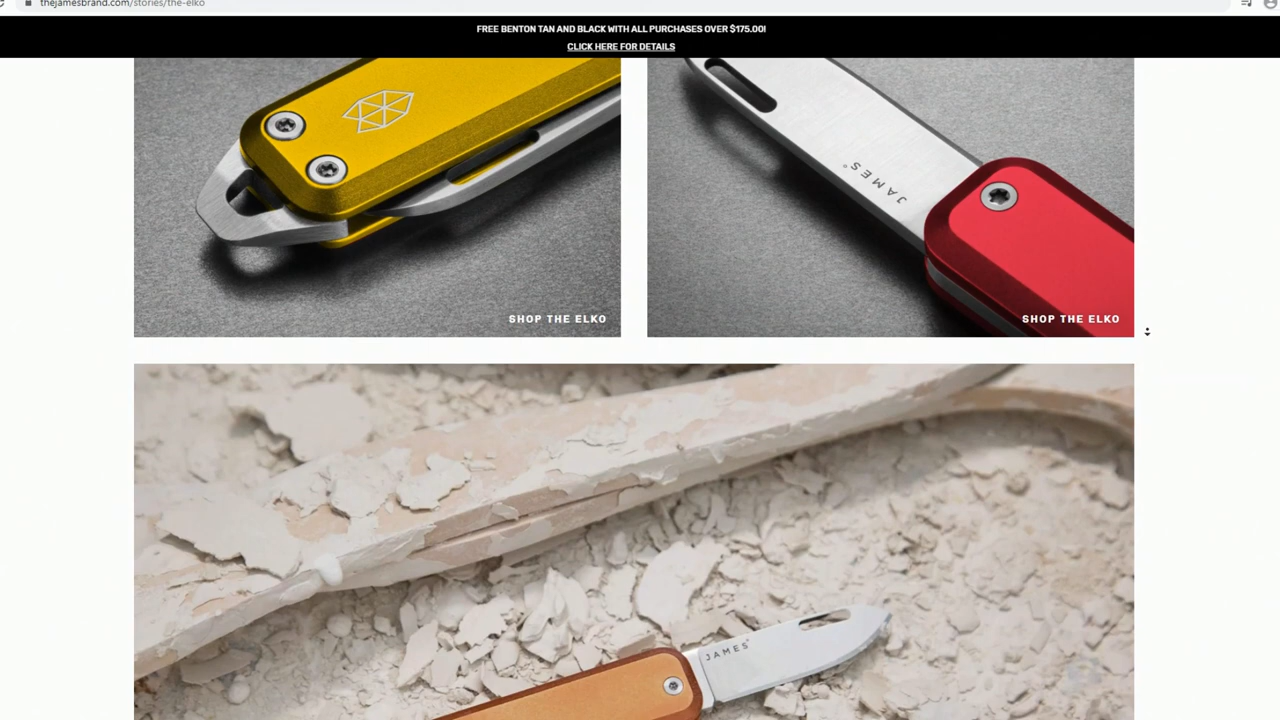 thejamesbrand.com/stories/the-elko
FREE BENTON TAN AND BLACK WITH ALL PURCHASES OVER $175.00!
CLICK HERE FOR DETAILS
JAMES
SHOP THE ELKO
SHOP THE ELKO
JAMES